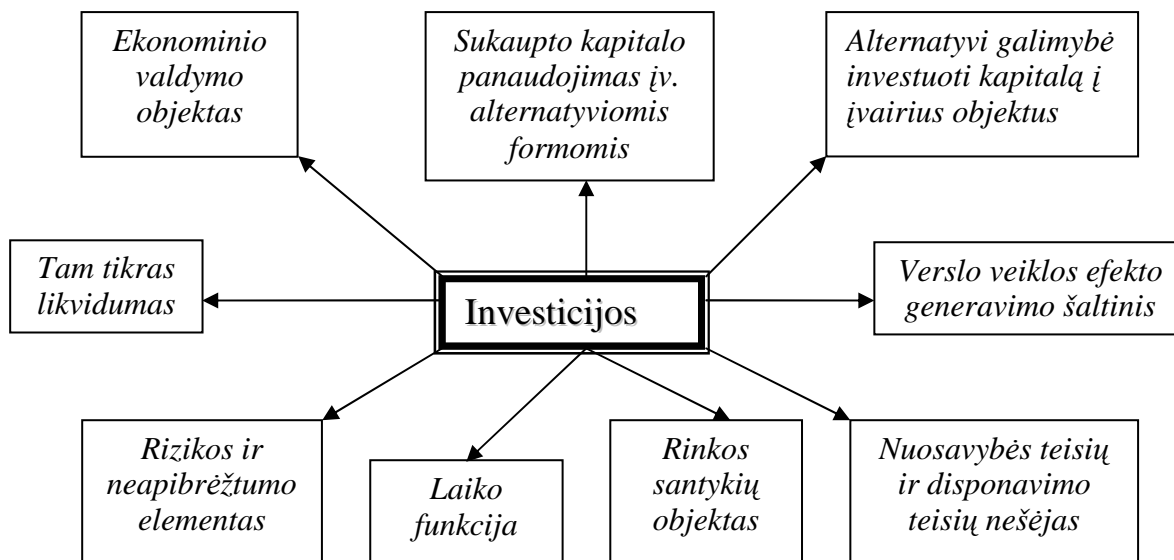 Ekonominio
valdymo
objektas
Sukaupto kapitalo
panaudojimas įv.
alternatyviomis
formomis
Alternatyvi galimybė
investuoti kapitalą į
įvairius objektus
Tam tikras
likvidumas
Investicijos
Verslo veiklos efekto
generavimo šaltinis
Rizikos ir
neapibrėžtumo
elementas
Laiko
funkcija
Rinkos
santykių
objektas
Nuosavybės teisių
ir disponavimo
teisių nešėjas